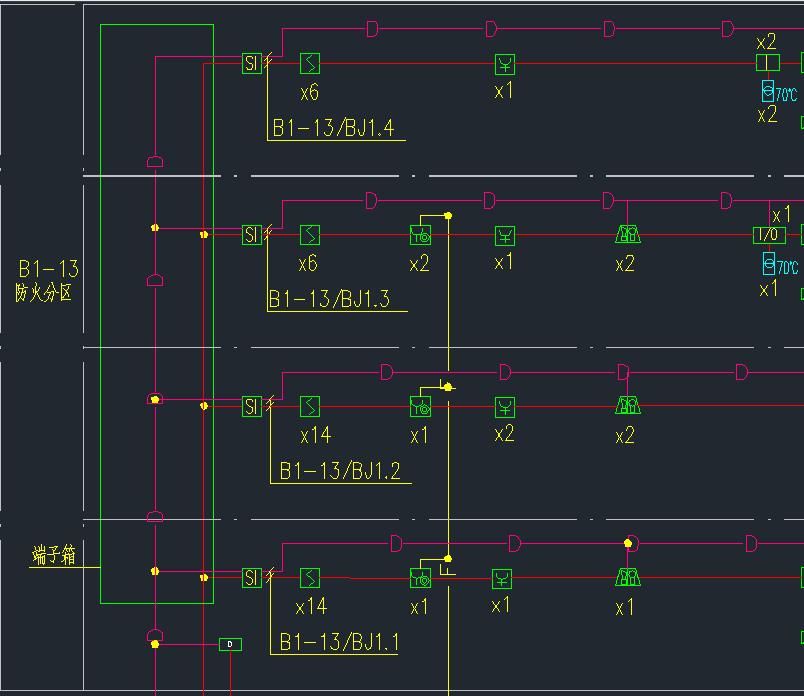 D D D D
SI
x2
x6
x1
70℃
x2
B1-13/BJ1.4
D D D D
x1
SI
I/O
x6
x2
x1
x2
70℃
x1
B1-13
防火分区
B1-13/BJ1.3
D D D D
F
SI
x14
x1
x2
x2
B1-13/BJ1.2
D D D D
端子箱
SI
F
x14
x1
x1
x1
B1-13/BJ1.1
D